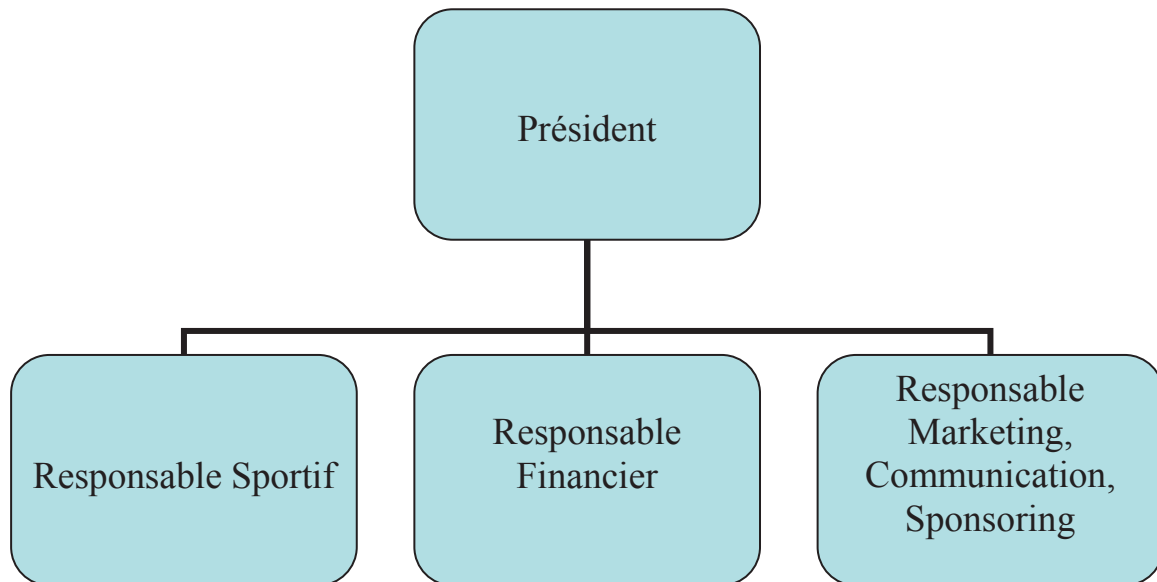 Président
Responsable Sportif
Responsable
Financier
Responsable
Marketing,
Communication,
Sponsoring